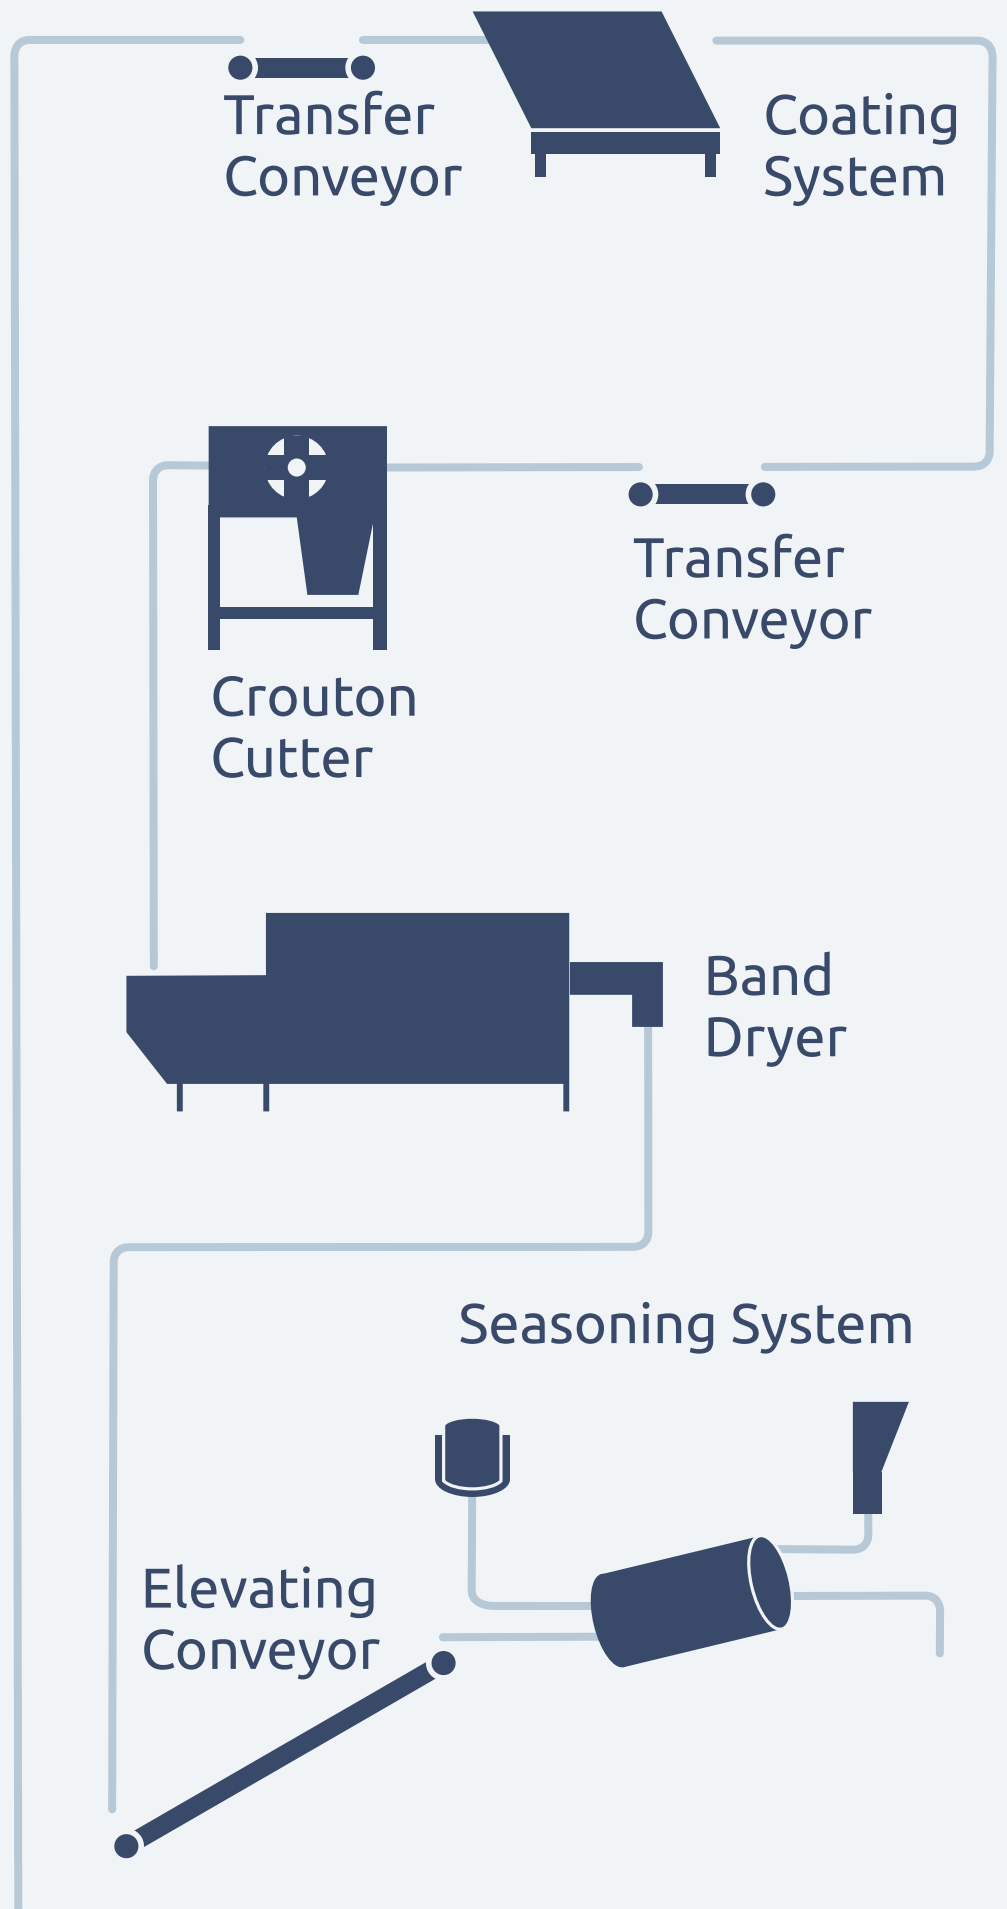 Transfer
Conveyor
Coating
System
Transfer
Conveyor
Crouton
Cutter
Band
Dryer
Seasoning System
Elevating
Conveyor